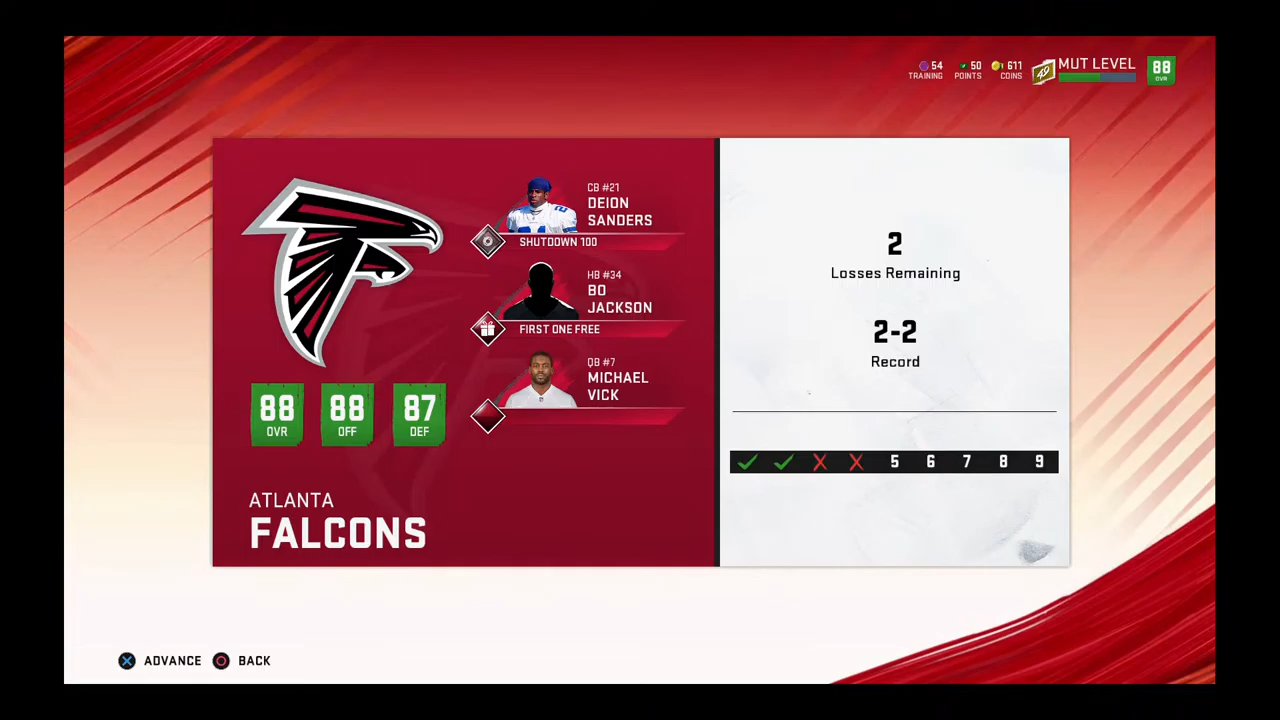 54 TRAINING
50 POINTS
611 COINS
49
MUT LEVEL
88 OVR
CB #21
DEION
SANDERS
SHUTDOWN 100
HB #34
BO
JACKSON
FIRST ONE FREE
QB #7
MICHAEL
VICK
88 OVR
88 OFF
87 DEF
ATLANTA
FALCONS
2
Losses Remaining
2-2
Record
5 6 7 8 9
ADVANCE
BACK